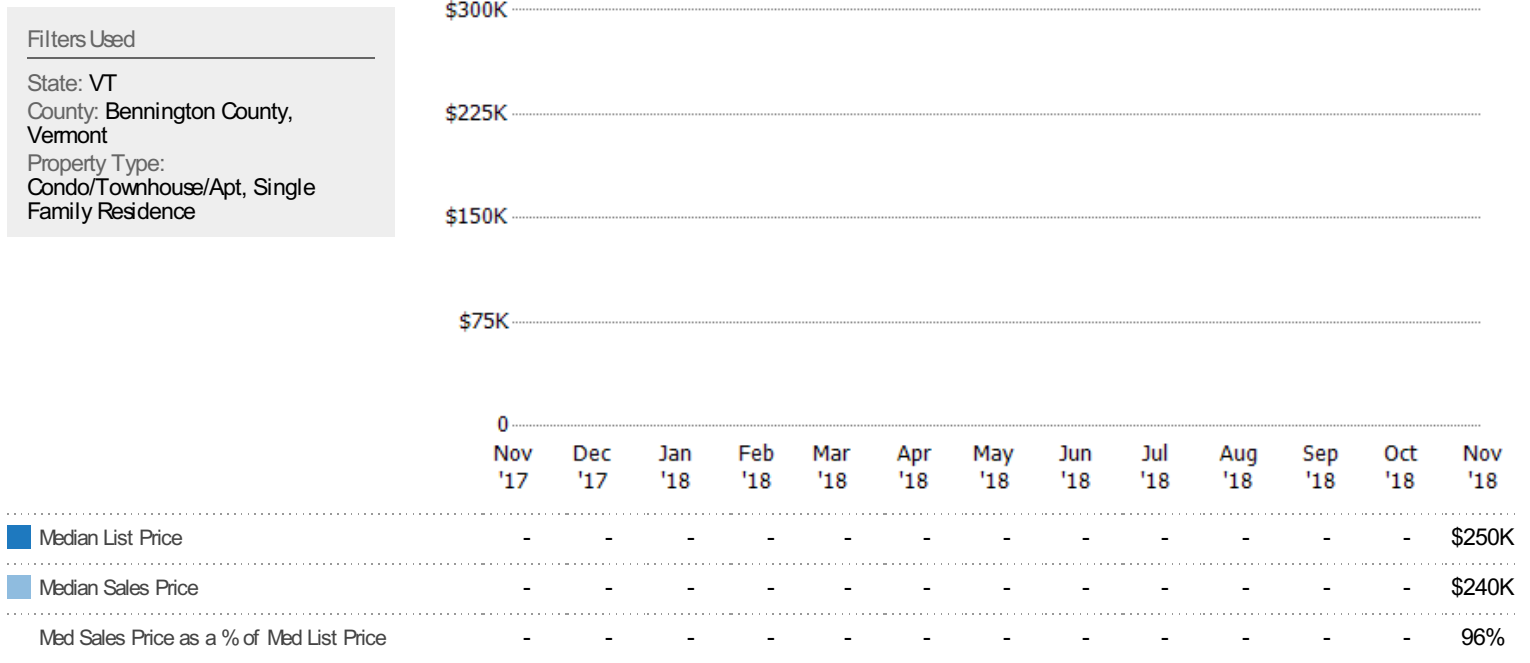 Filters Used
State: VT
County: Bennington County,
Vermont
Property Type:
Condo/Townhouse/Apt, Single
Family Residence
$300K
$225K
$150K
$75K
0
Nov Dec Jan Feb Mar Apr May Jun Jul Aug Sep Oct Nov
'17 '17 '18 '18 '18 '18 '18 '18 '18 '18 '18 '18 '18
Median List Price - - - - - - - - - - - - $250K
Median Sales Price - - - - - - - - - - - - $240K
Med Sales Price as a % of Med List Price - - - - - - - - - - - - 96%